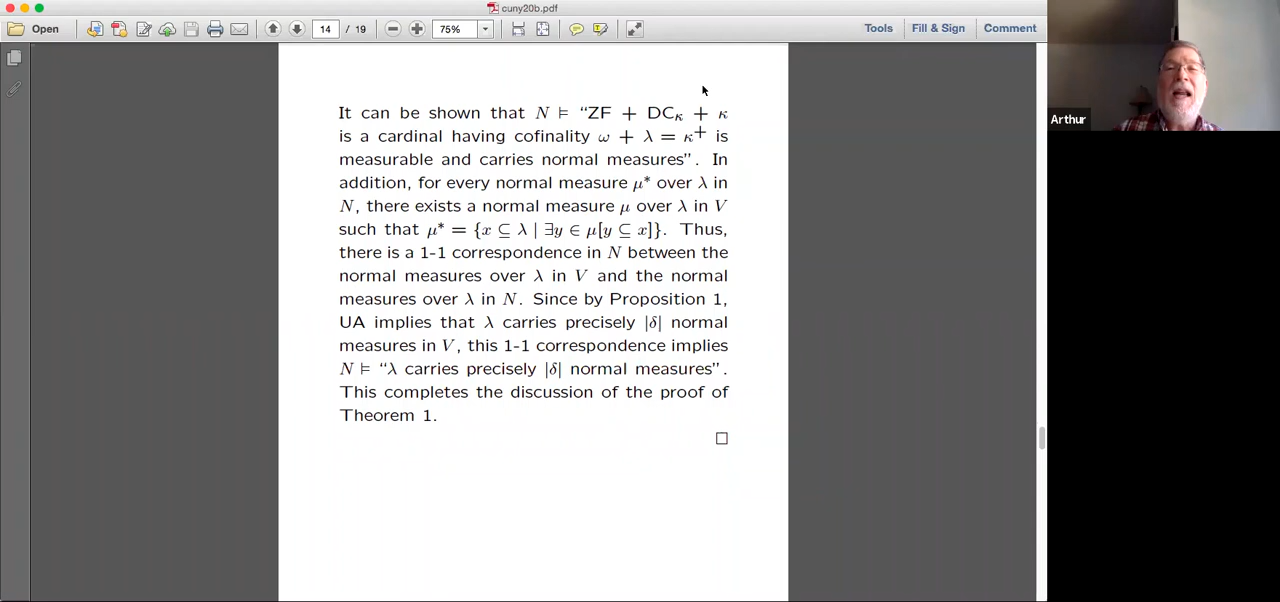 cuny20b.pdf
Open
14 / 19
75%
Tools
Fill & Sign
Comment
It can be shown that N ⊨ “ZF + DC_κ + κ
is a cardinal having cofinality ω + λ = κ⁺ is
measurable and carries normal measures”. In
addition, for every normal measure μ* over λ in
N, there exists a normal measure μ over λ in V
such that μ* = {x ⊆ λ | ∃y ∈ μ[y ⊆ x]}. Thus,
there is a 1-1 correspondence in N between the
normal measures over λ in V and the normal
measures over λ in N. Since by Proposition 1,
UA implies that λ carries precisely |δ| normal
measures in V, this 1-1 correspondence implies
N ⊨ “λ carries precisely |δ| normal measures”.
This completes the discussion of the proof of
Theorem 1.
□
Arthur